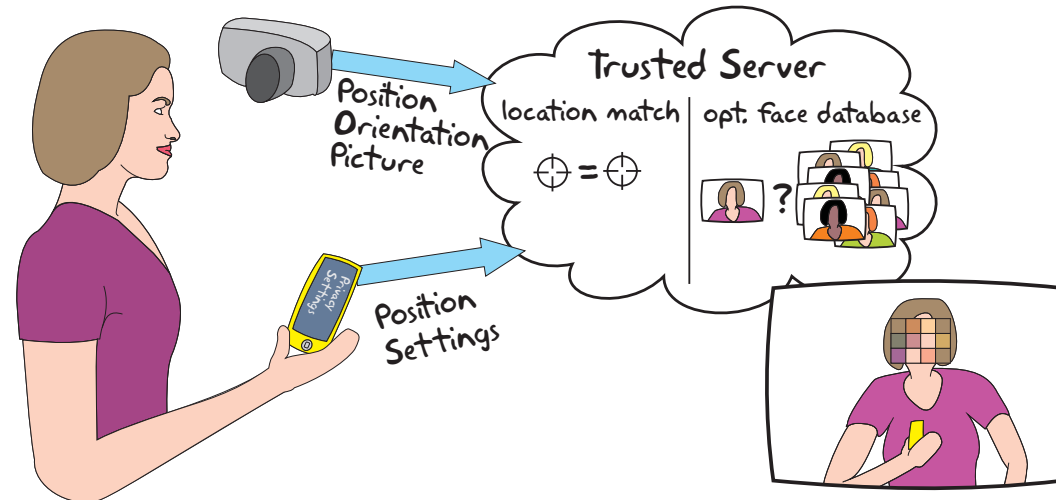 Trusted Server
location match
opt. face database
=
?
Position
Orientation
Picture
Privacy
Settings
Position
Settings